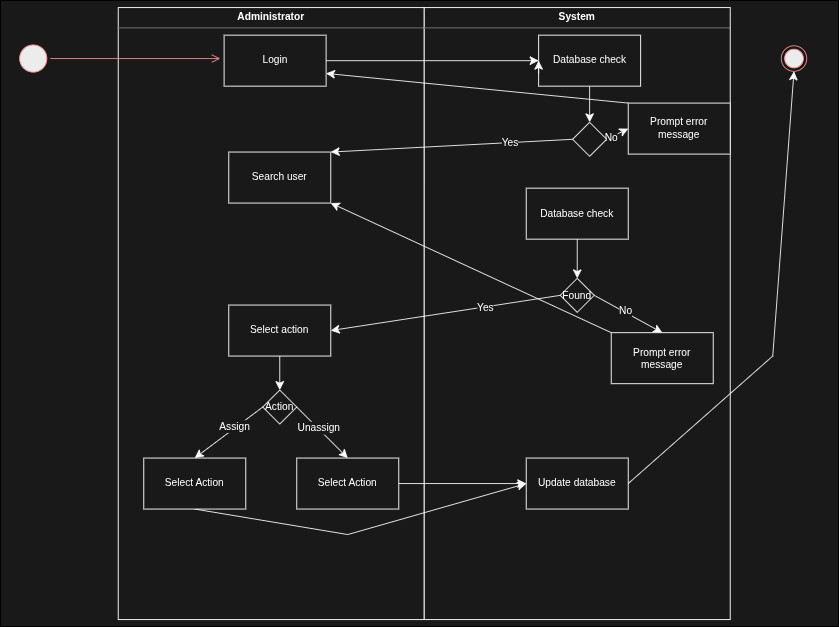 Administrator
System
Login
Database check
Prompt error
message
No
Yes
Search user
Database check
Found
No
Yes
Select action
Prompt error
message
Action
Assign
Unassign
Select Action
Select Action
Update database